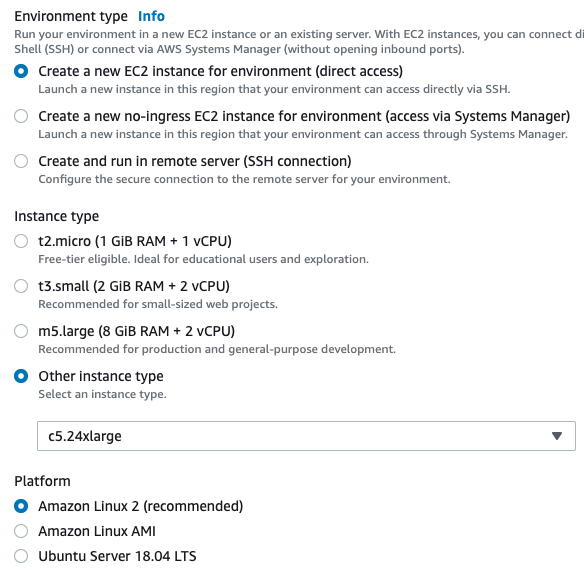 Environment type Info
Run your environment in a new EC2 instance or an existing server. With EC2 instances, you can connect di
Shell (SSH) or connect via AWS Systems Manager (without opening inbound ports).
Create a new EC2 instance for environment (direct access)
Launch a new instance in this region that your environment can access directly via SSH.
Create a new no-ingress EC2 instance for environment (access via Systems Manager)
Launch a new instance in this region that your environment can access through Systems Manager.
Create and run in remote server (SSH connection)
Configure the secure connection to the remote server for your environment.
Instance type
t2.micro (1 GiB RAM + 1 vCPU)
Free-tier eligible. Ideal for educational users and exploration.
t3.small (2 GiB RAM + 2 vCPU)
Recommended for small-sized web projects.
m5.large (8 GiB RAM + 2 vCPU)
Recommended for production and general-purpose development.
Other instance type
Select an instance type.
c5.24xlarge
Platform
Amazon Linux 2 (recommended)
Amazon Linux AMI
Ubuntu Server 18.04 LTS